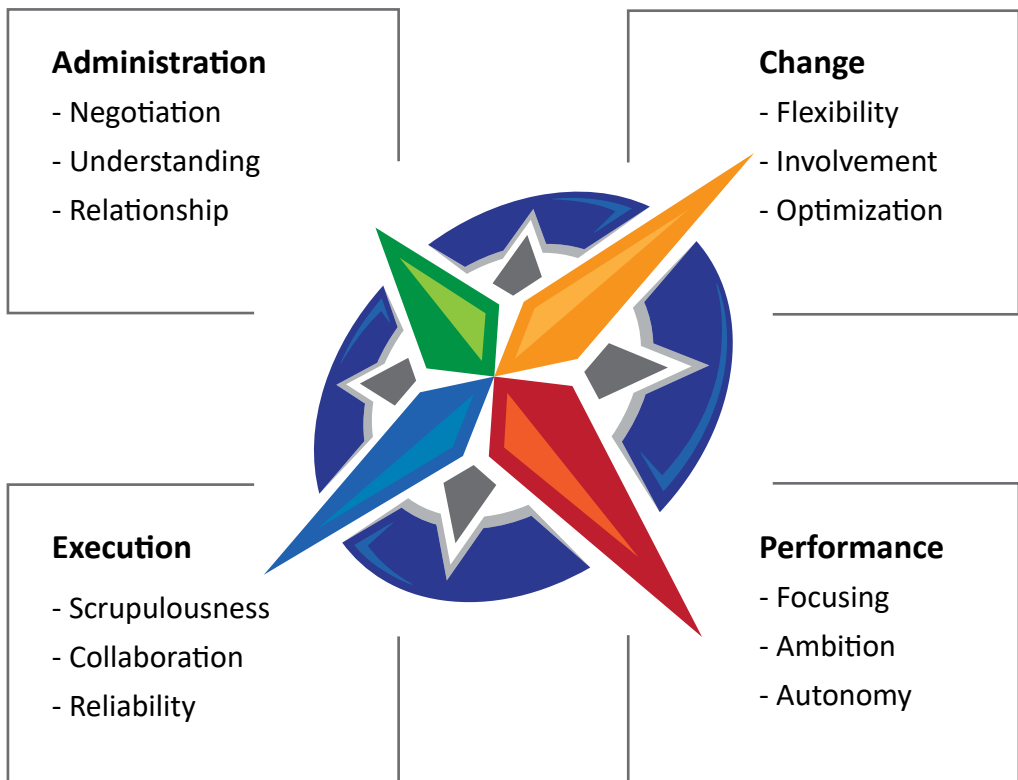 Administration
- Negotiation
- Understanding
- Relationship
Change
- Flexibility
- Involvement
- Optimization
Execution
- Scrupulousness
- Collaboration
- Reliability
Performance
- Focusing
- Ambition
- Autonomy